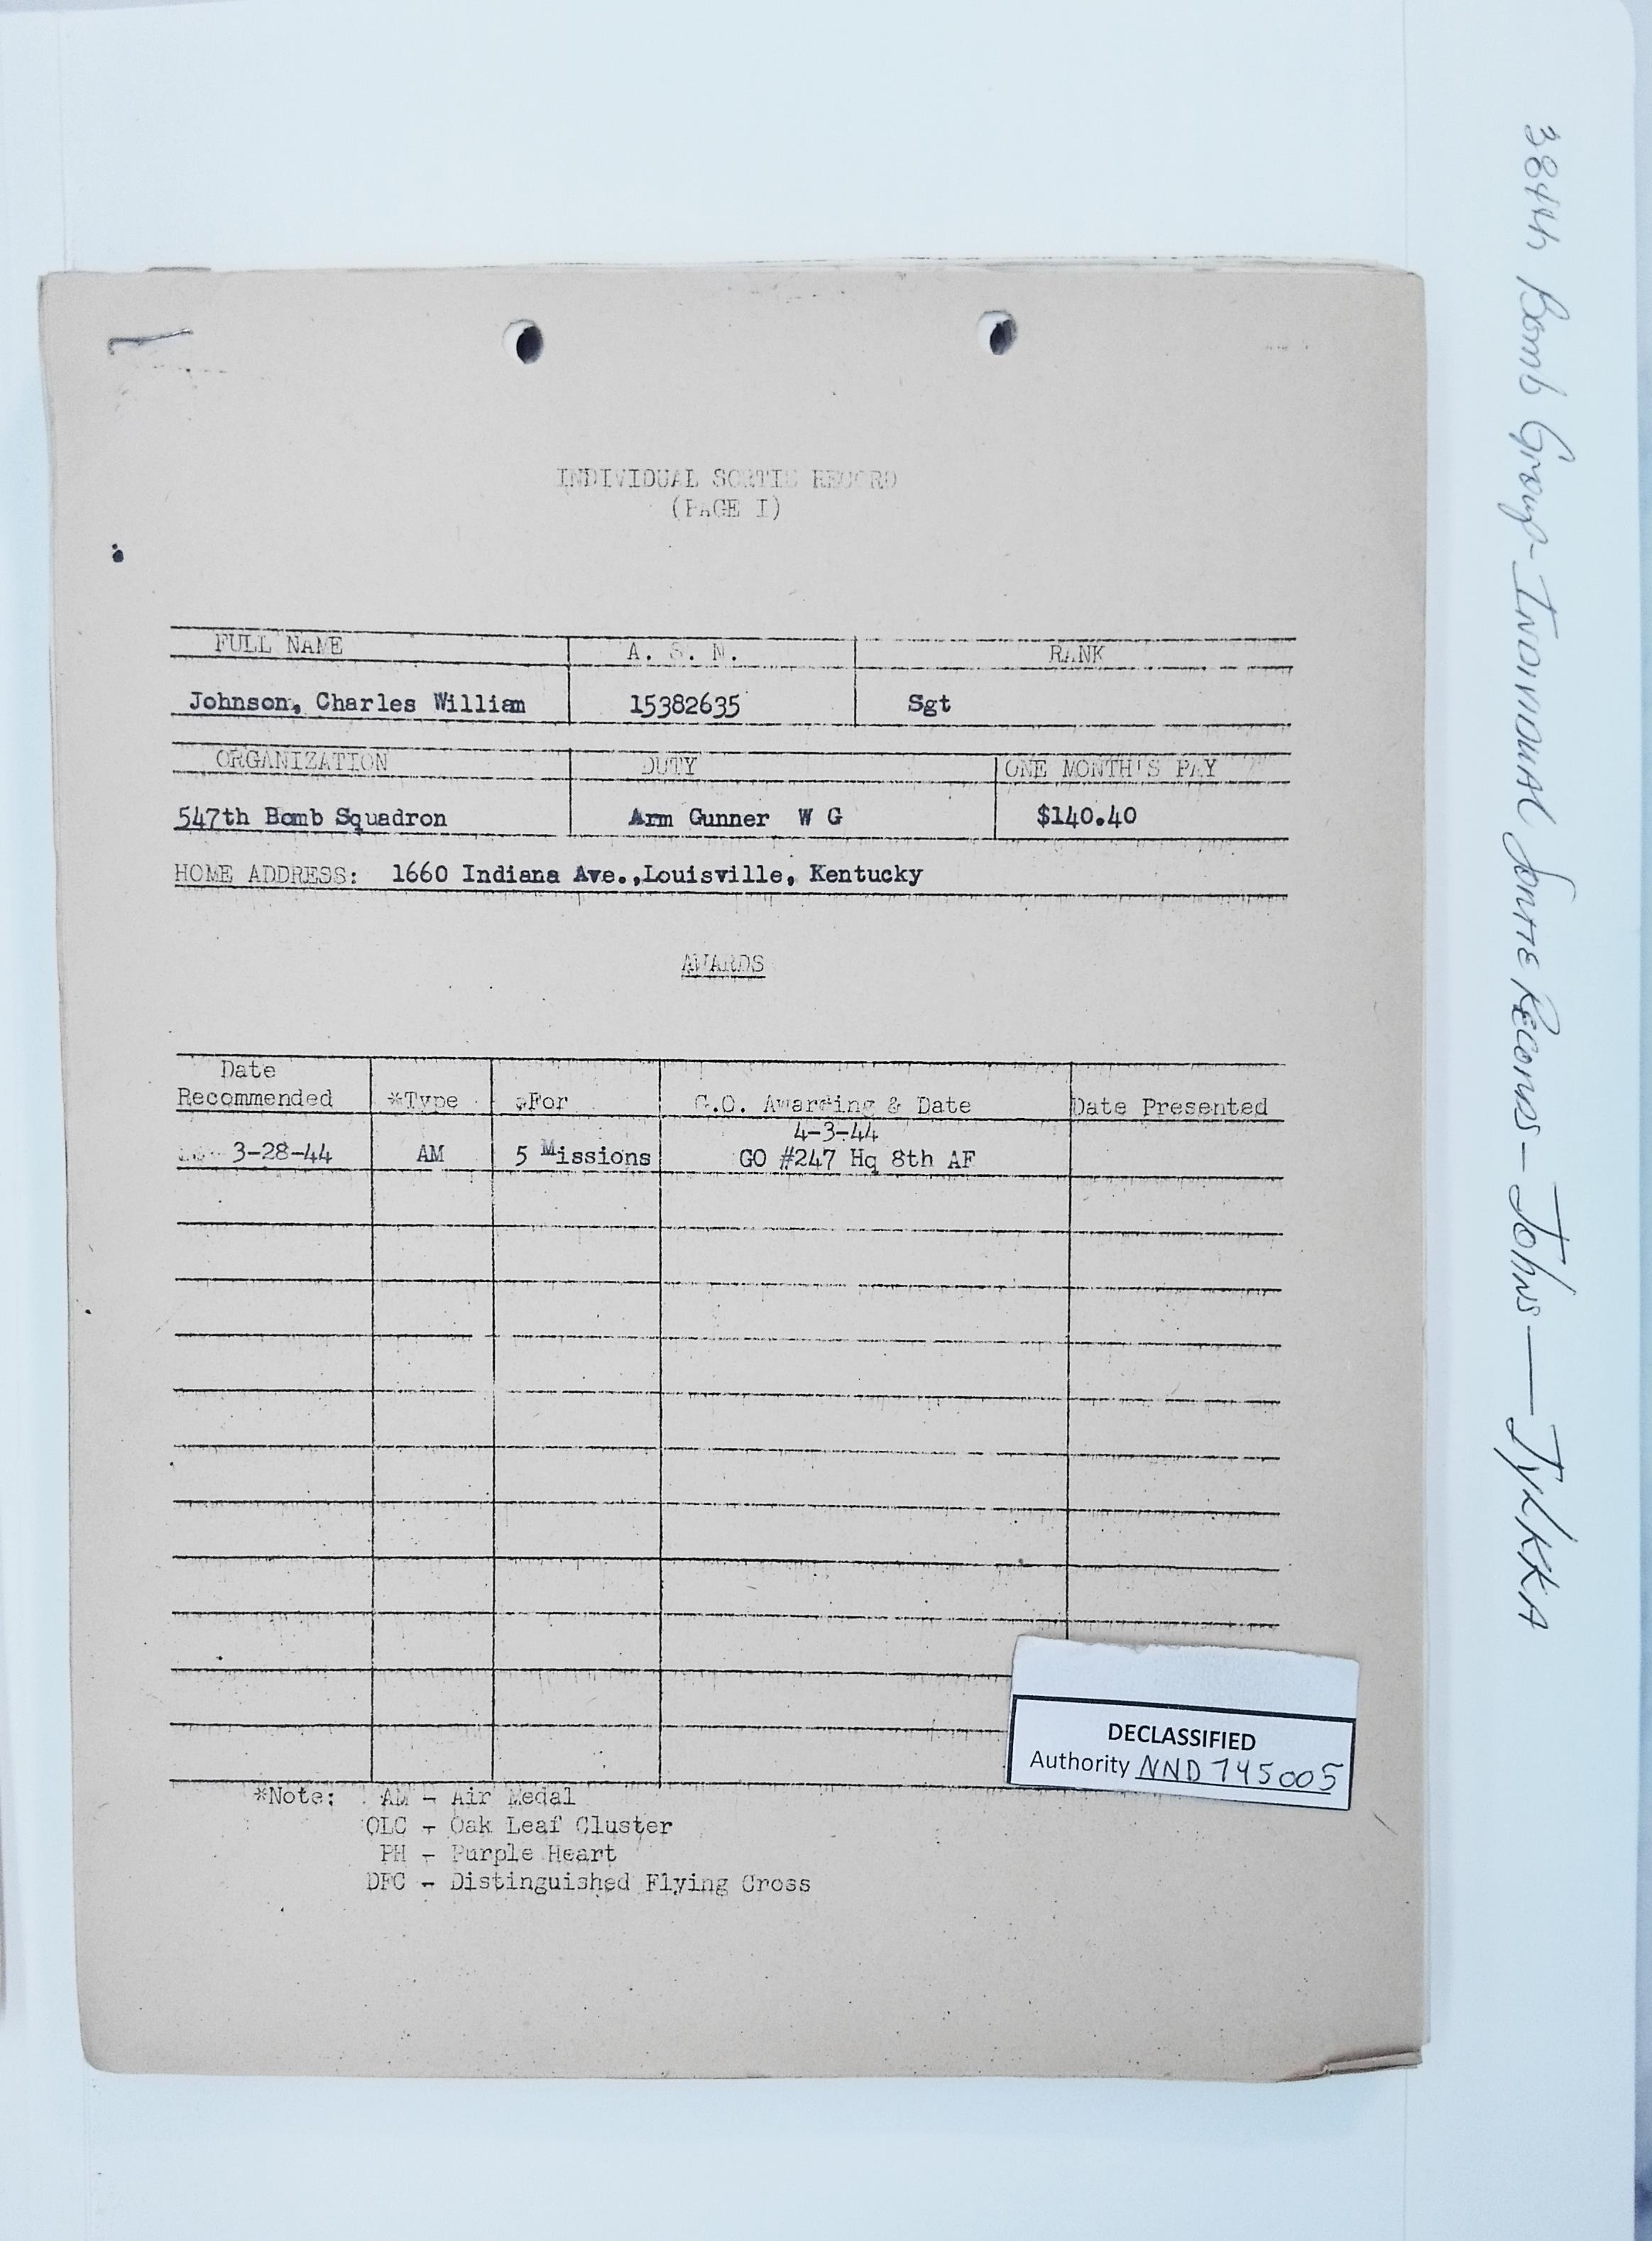 INDIVIDUAL SORTIE RECORD
(PAGE I)
FULL NAME A. S. N. RANK
Johnson, Charles William 15382635 Sgt
ORGANIZATION DUTY ONE MONTH'S PAY
547th Bomb Squadron Arm Gunner W G $140.40
HOME ADDRESS: 1660 Indiana Ave.,Louisville, Kentucky
AWARDS
Date
Recommended *Type *For G.O. Awarding & Date Date Presented
4-3-44
3-28-44 AM 5 Missions GO #247 Hq 8th AF
DECLASSIFIED
Authority NND 745005
*Note: AM - Air Medal
OLC - Oak Leaf Cluster
PH - Purple Heart
DFC - Distinguished Flying Cross
384th Bomb Group - Individual Sortie Records - Johns - Jylkka